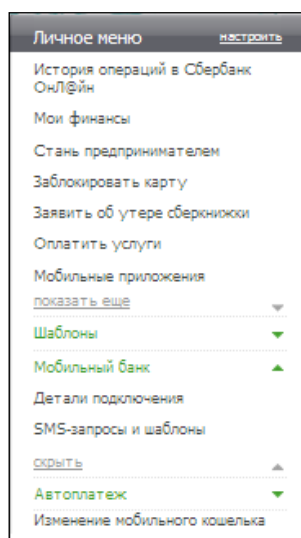 Личное меню настроить
История операций в Сбербанк
ОнЛ@йн
Мои финансы
Стань предпринимателем
Заблокировать карту
Заявить об утере сберкнижки
Оплатить услуги
Мобильные приложения
показать еще
Шаблоны
Мобильный банк
Детали подключения
SMS-запросы и шаблоны
скрыть
Автоплатеж
Изменение мобильного кошелька